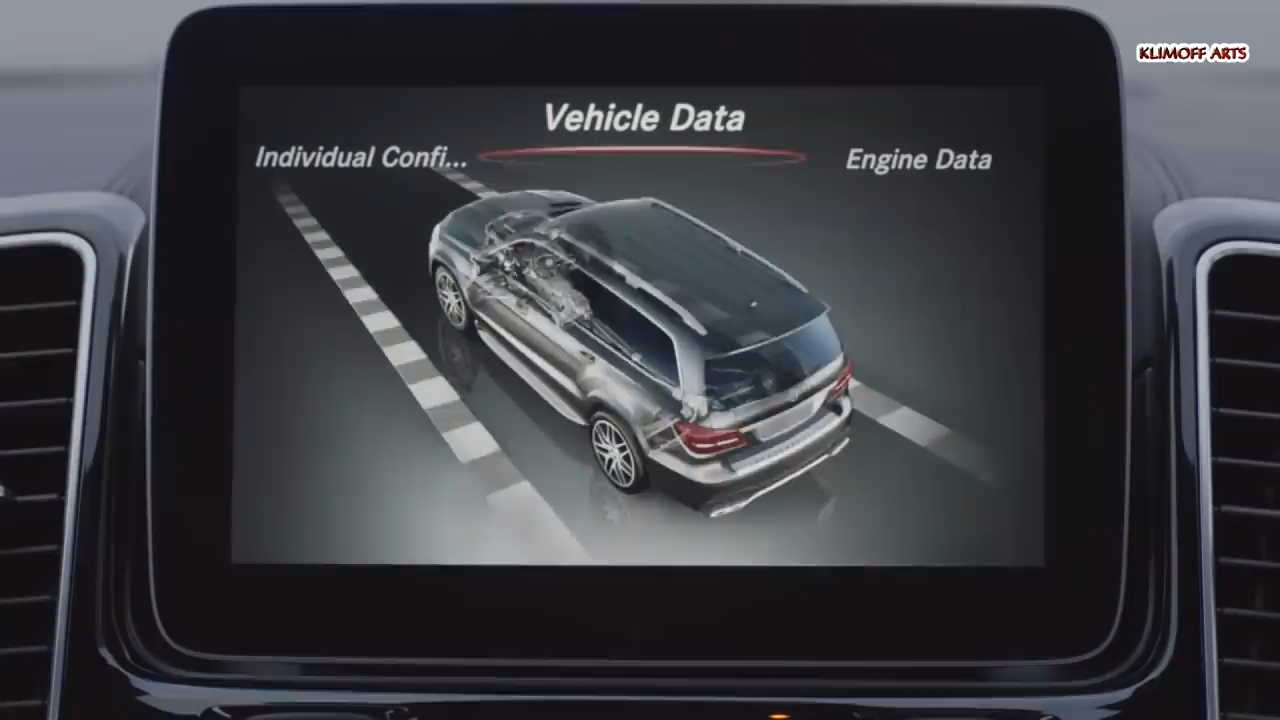 KLIMOFF ARTS
Vehicle Data
Individual Confi...
Engine Data